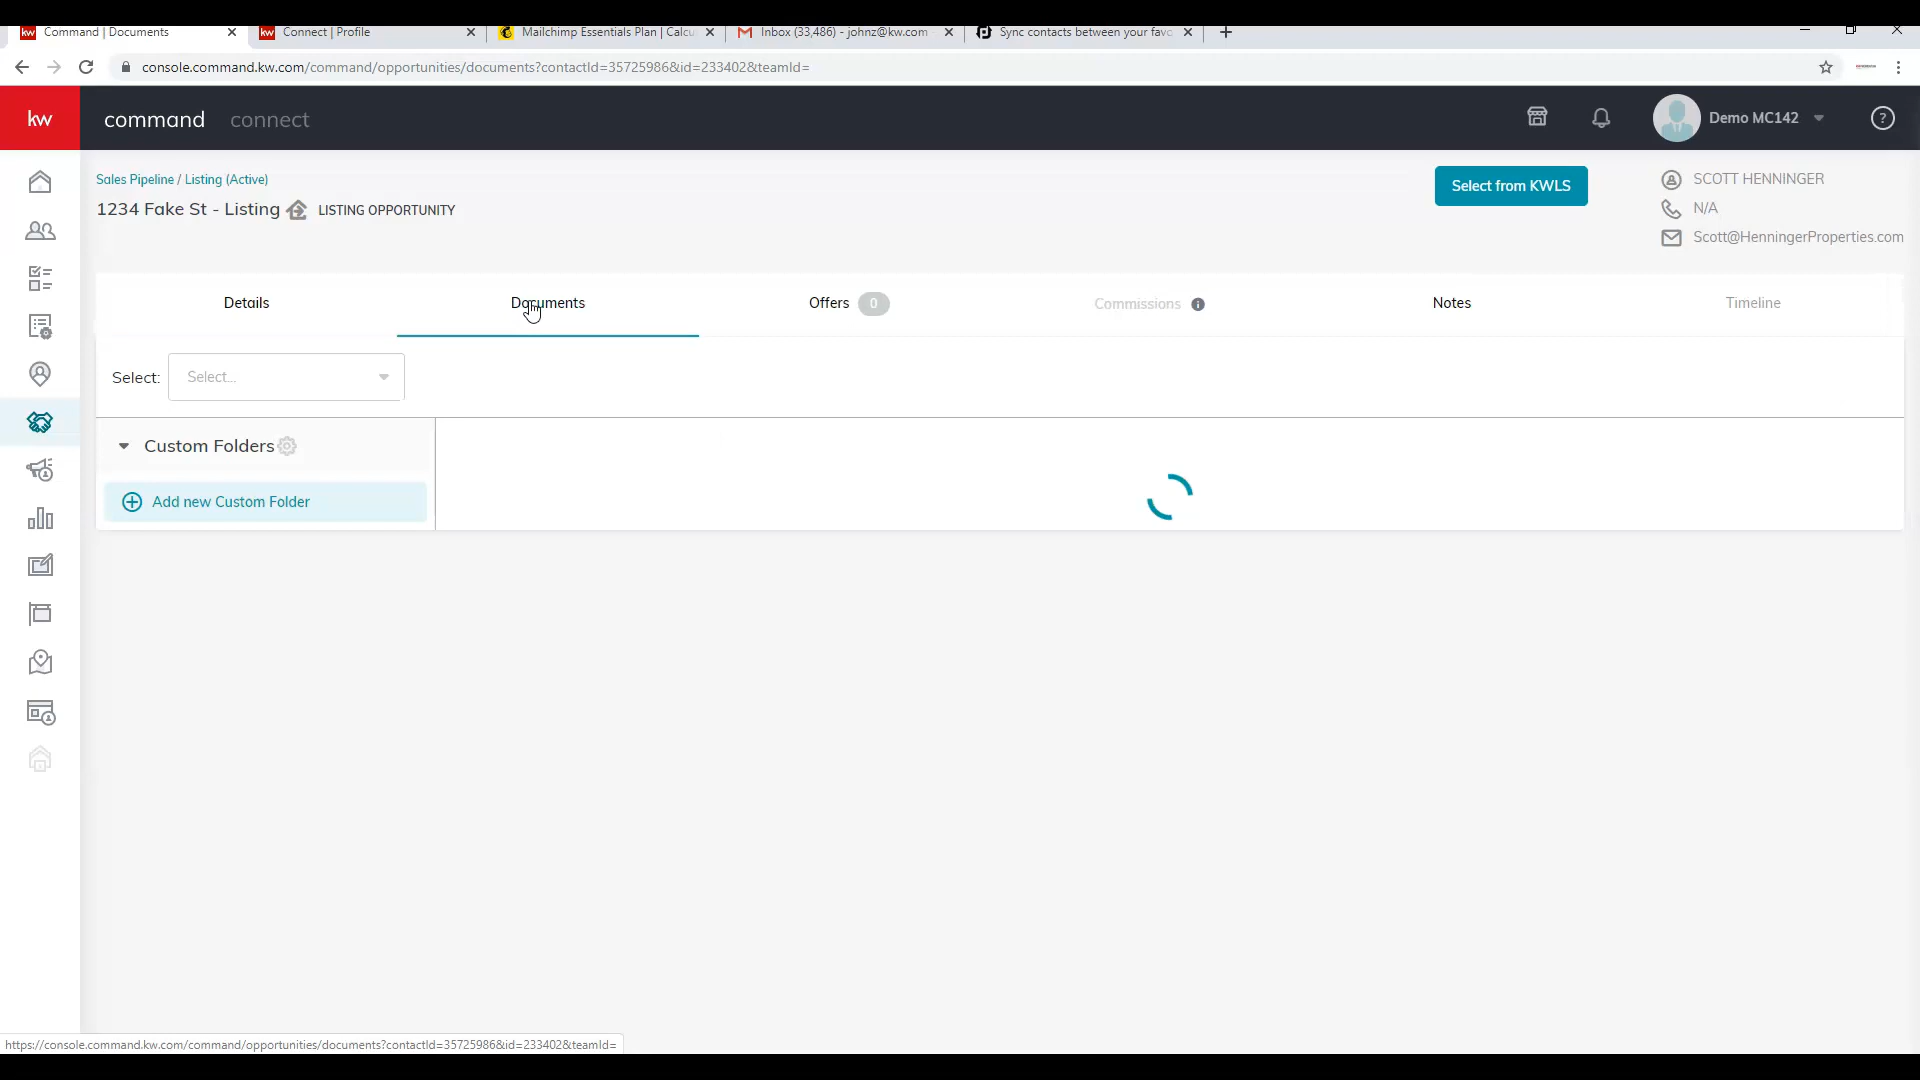 Command | Documents
Connect | Profile
Mailchimp Essentials Plan | Calcu
Inbox (33,486) - johnz@kw.com
Sync contacts between your favo
console.command.kw.com/command/opportunities/documents?contactId=35725986&id=233402&teamId=
kw command connect
Demo MC142
Sales Pipeline / Listing (Active)
1234 Fake St - Listing LISTING OPPORTUNITY
Select from KWLS
SCOTT HENNINGER
N/A
Scott@HenningerProperties.com
Details Documents Offers 0 Commissions Notes Timeline
Select: Select...
Custom Folders
Add new Custom Folder
https://console.command.kw.com/command/opportunities/documents?contactId=35725986&id=233402&teamId=